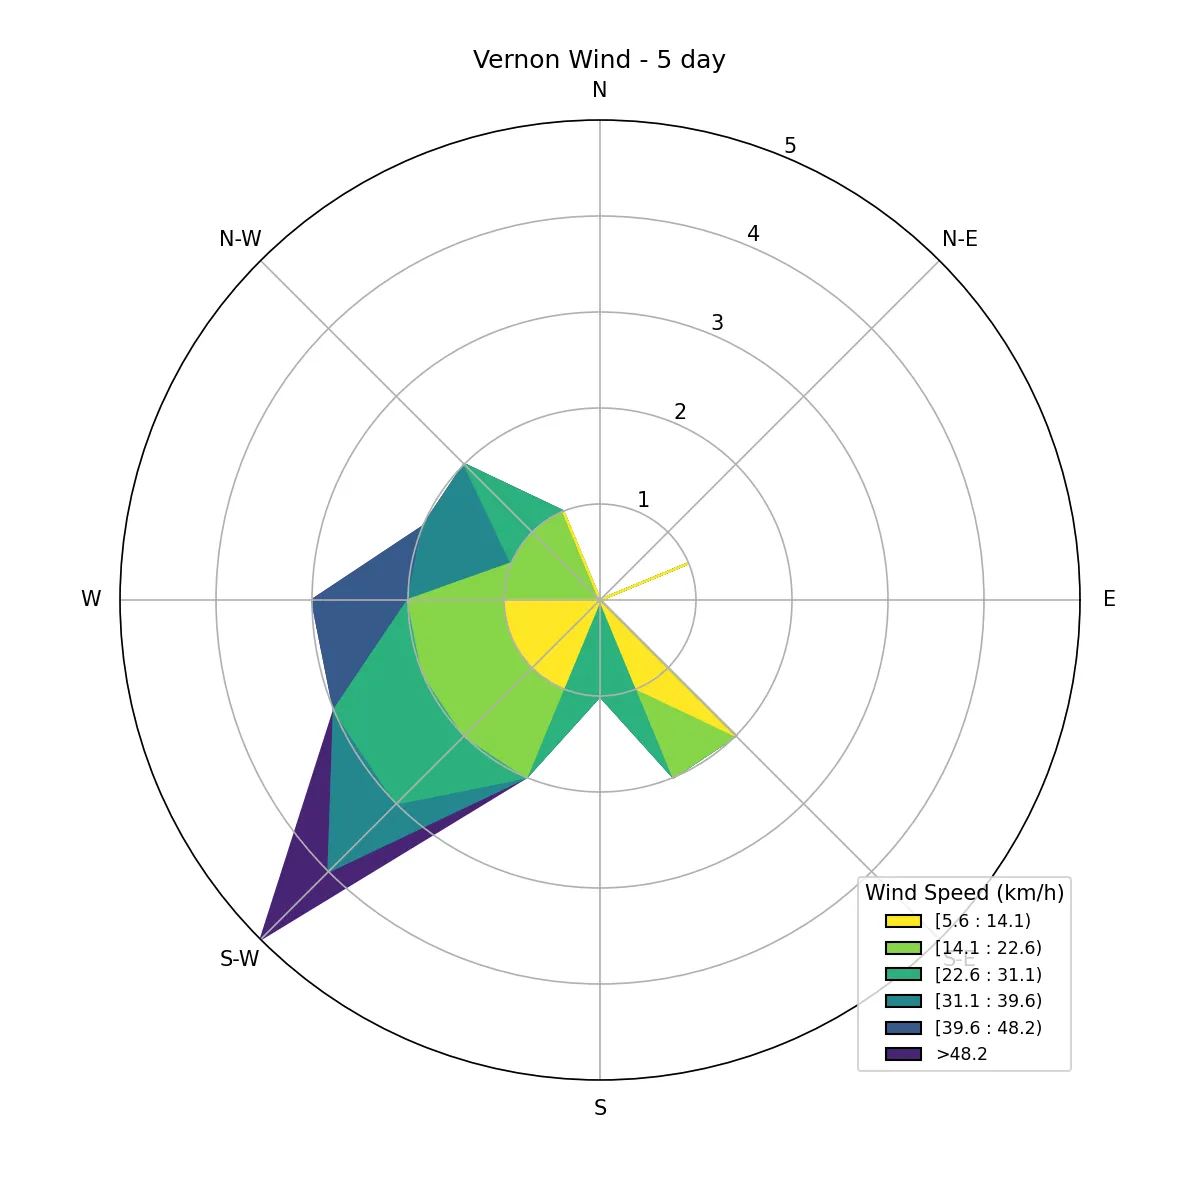 Vernon Wind - 5 day
N
5
N-W
4
N-E
3
2
1
W
E
Wind Speed (km/h)
[5.6 : 14.1)
[14.1 : 22.6)
S-W
S-E
[22.6 : 31.1)
[31.1 : 39.6)
[39.6 : 48.2)
>48.2
S